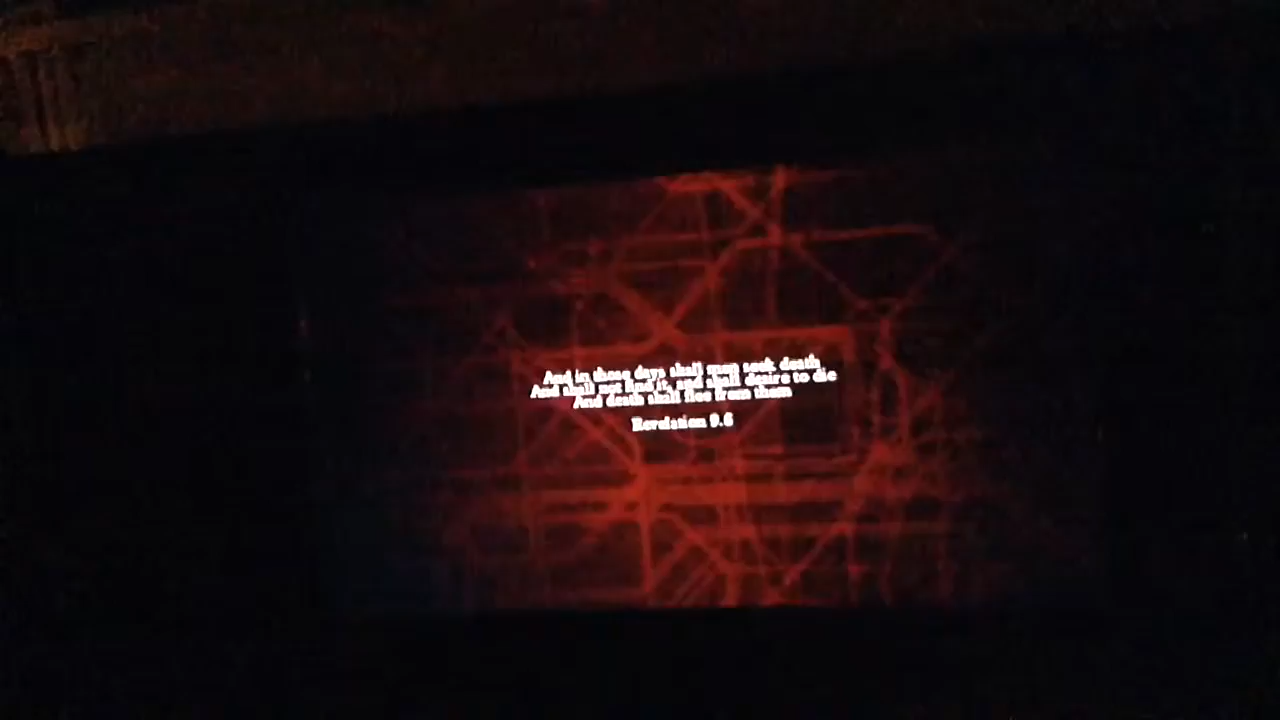 And in those days shall men seek death
And shall not find it, and shall desire to die
And death shall flee from them
Revelation 9.6